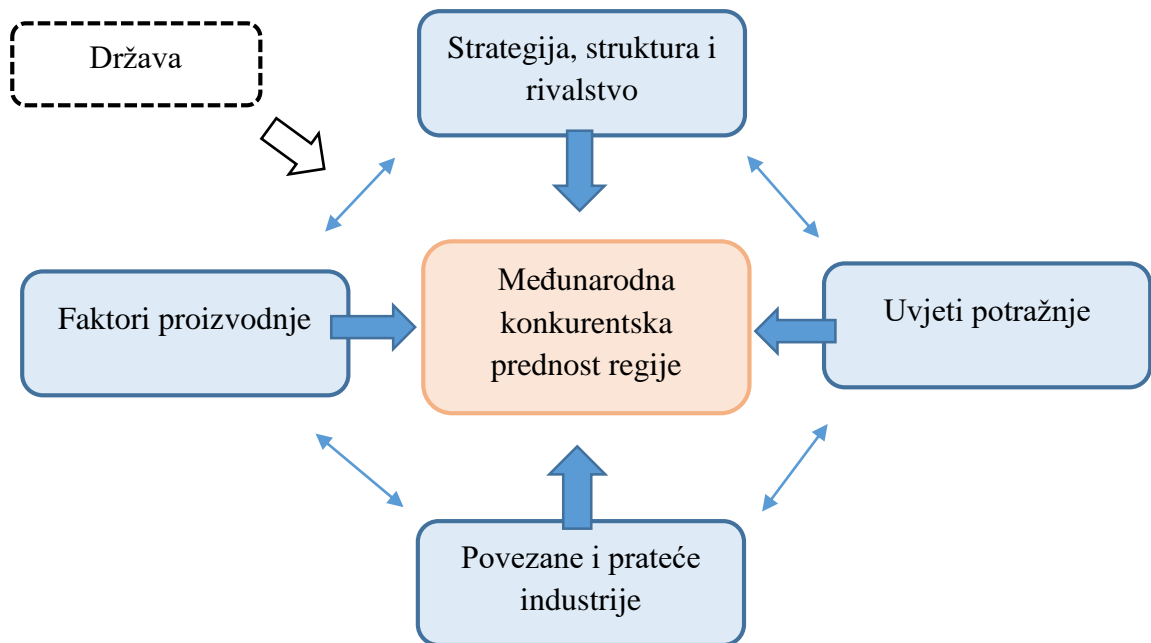 Država
Strategija, struktura i
rivalstvo
Faktori proizvodnje
Međunarodna
konkurentska
prednost regije
Uvjeti potražnje
Povezane i prateće
industrije